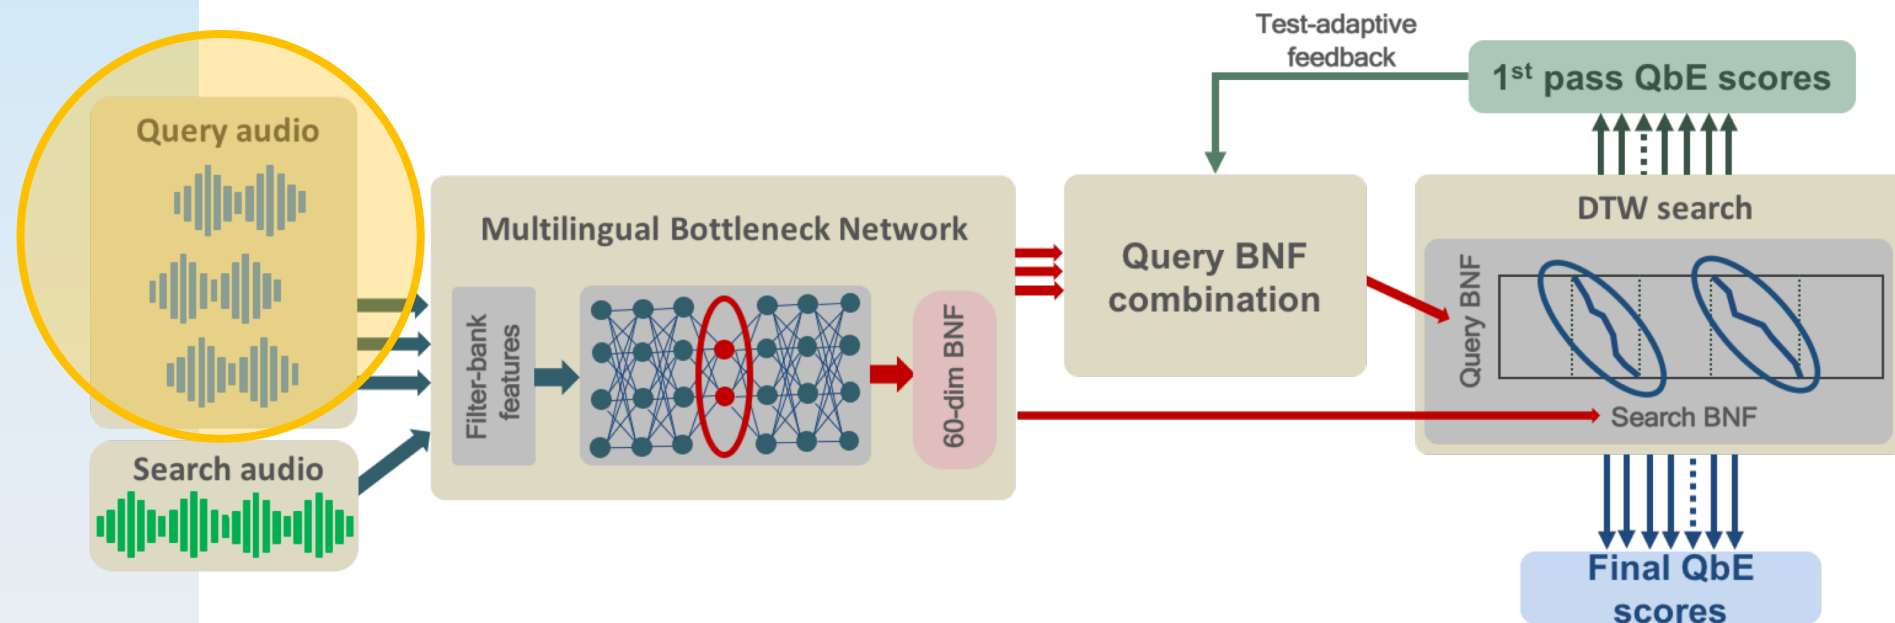 Test-adaptive
feedback
1st pass QbE scores
Query audio
Multilingual Bottleneck Network
Filter-bank
features
60-dim BNF
Query BNF
combination
DTW search
Query BNF
Search BNF
Search audio
Final QbE
scores